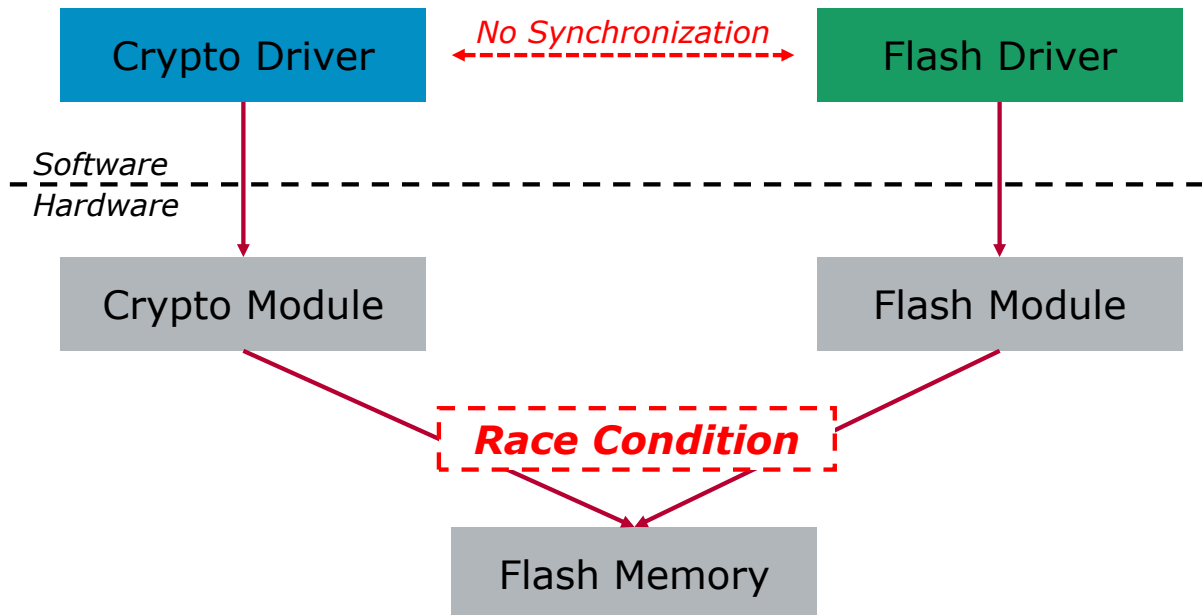 No Synchronization
Crypto Driver
Flash Driver
Software
Hardware
Crypto Module
Flash Module
Race Condition
Flash Memory